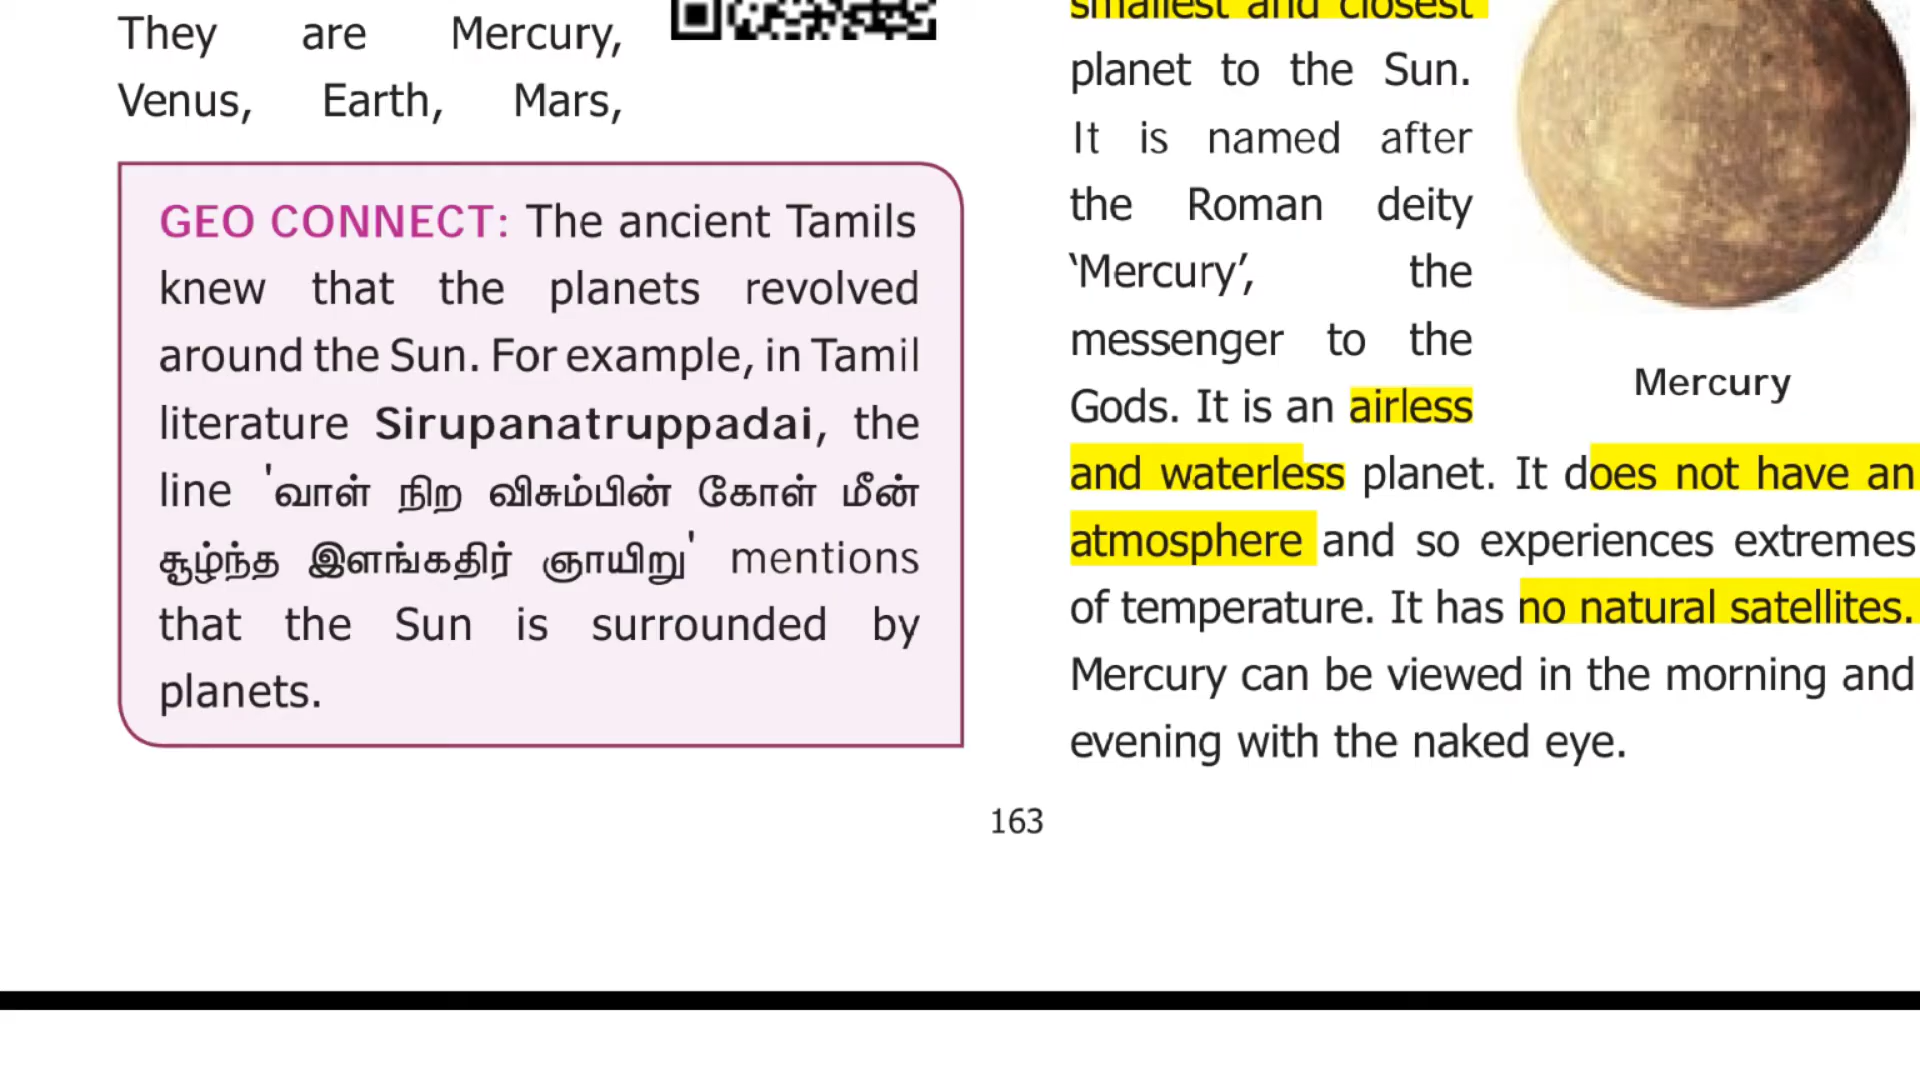 They are Mercury,
Venus, Earth, Mars,
GEO CONNECT: The ancient Tamils
knew that the planets revolved
around the Sun. For example, in Tamil
literature Sirupanatruppadai, the
line 'வாள் நிற விசும்பின் கோள் மீன்
சூழ்ந்த இளங்கதிர் ஞாயிறு' mentions
that the Sun is surrounded by
planets.
smallest and closest
planet to the Sun.
It is named after
the Roman deity
‘Mercury’, the
messenger to the
Gods. It is an airless
and waterless planet. It does not have an
atmosphere and so experiences extremes
of temperature. It has no natural satellites.
Mercury can be viewed in the morning and
evening with the naked eye.
Mercury
163